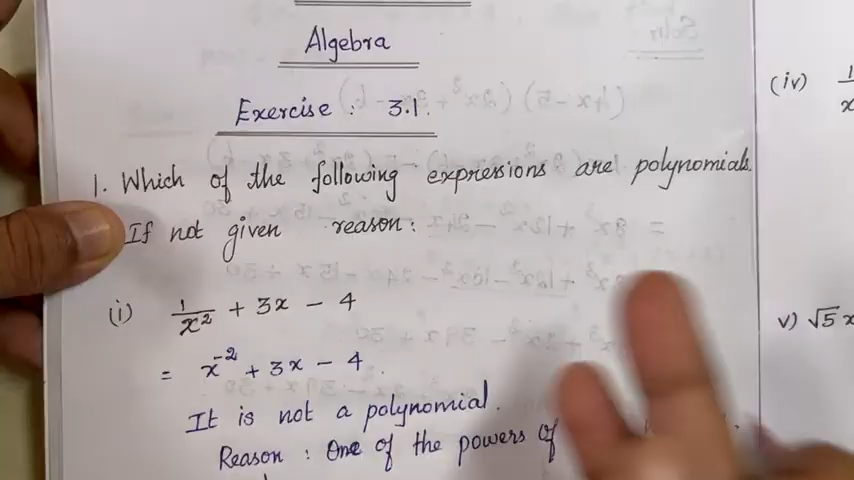 Algebra
Exercise : 3.1.
1. Which of the following expressions are polynomials.
If not given reason:
(i) 1/x² + 3x - 4
= x⁻² + 3x - 4.
It is not a polynomial.
Reason : One of the powers of
(iv) 1
x
v) √5 x